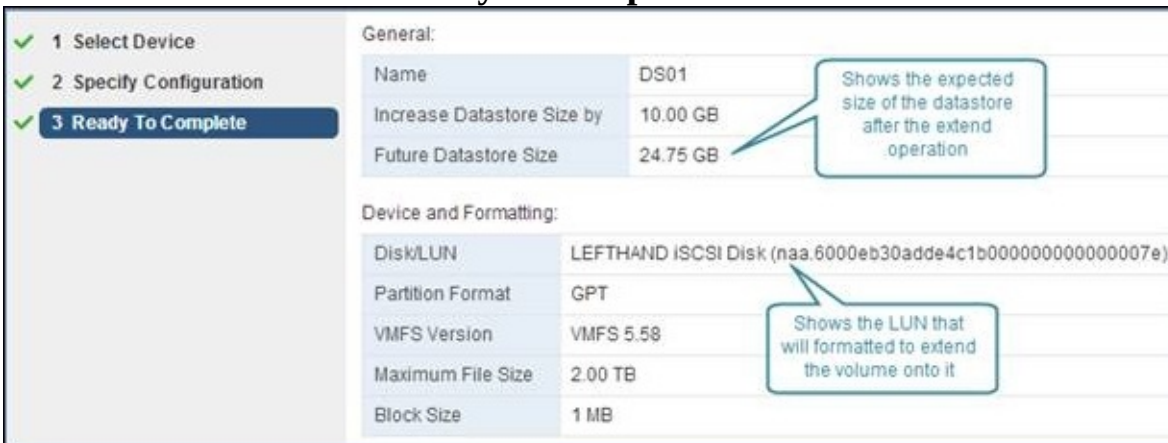 1 Select Device
2 Specify Configuration
3 Ready To Complete
General:
Name DS01
Increase Datastore Size by 10.00 GB
Future Datastore Size 24.75 GB
Shows the expected
size of the datastore
after the extend
operation
Device and Formatting:
Disk/LUN LEFTHAND iSCSI Disk (naa.6000eb30adde4c1b000000000000007e)
Partition Format GPT
VMFS Version VMFS 5.58
Maximum File Size 2.00 TB
Block Size 1 MB
Shows the LUN that
will formatted to extend
the volume onto it